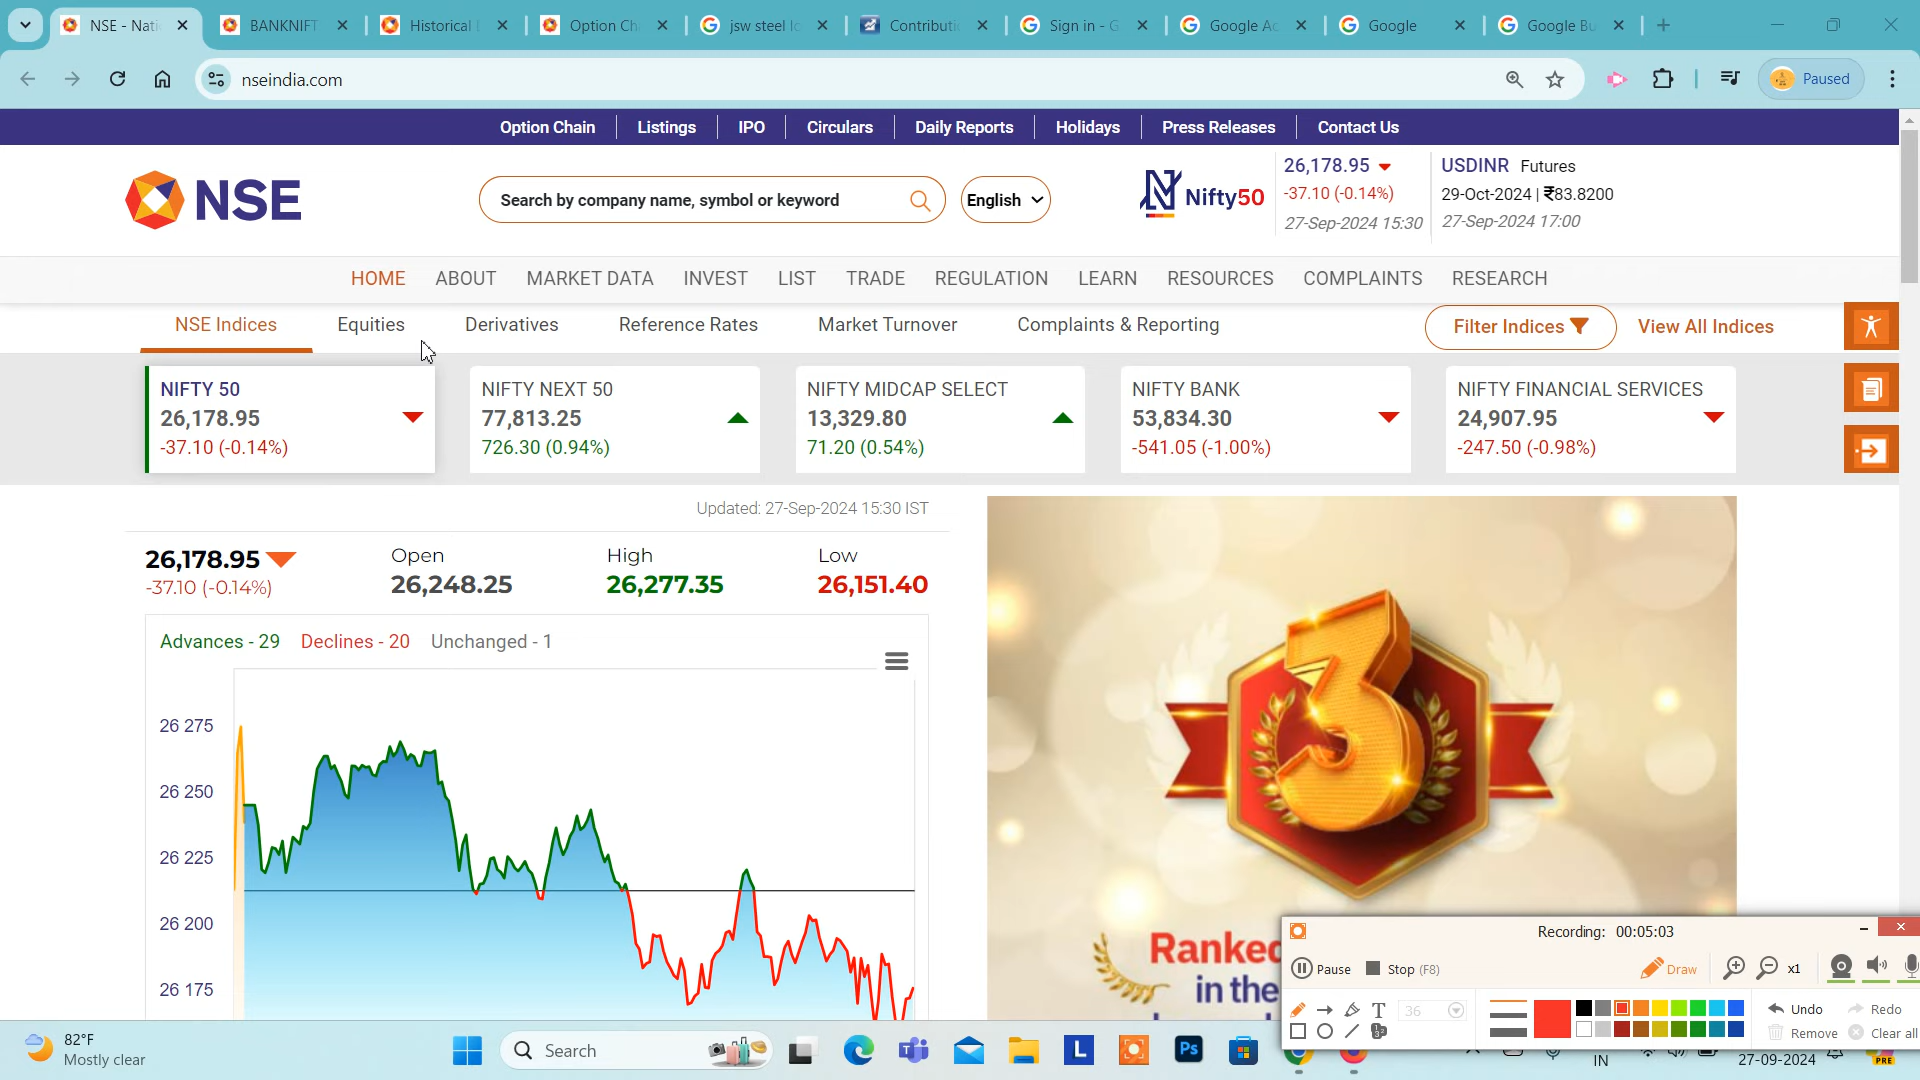 NSE - Nati
BANKNIFT
Historical
Option Ch
jsw steel lo
Contributi
Sign in - G
Google Ac
Google
Google Bu
nseindia.com
Paused
Option Chain
Listings
IPO
Circulars
Daily Reports
Holidays
Press Releases
Contact Us
NSE
Search by company name, symbol or keyword
English
Nifty50
26,178.95
-37.10 (-0.14%)
27-Sep-2024 15:30
USDINR Futures
29-Oct-2024 | ₹83.8200
27-Sep-2024 17:00
HOME ABOUT MARKET DATA INVEST LIST TRADE REGULATION LEARN RESOURCES COMPLAINTS RESEARCH
NSE Indices
Equities
Derivatives
Reference Rates
Market Turnover
Complaints & Reporting
Filter Indices
View All Indices
NIFTY 50
26,178.95
-37.10 (-0.14%)
NIFTY NEXT 50
77,813.25
726.30 (0.94%)
NIFTY MIDCAP SELECT
13,329.80
71.20 (0.54%)
NIFTY BANK
53,834.30
-541.05 (-1.00%)
NIFTY FINANCIAL SERVICES
24,907.95
-247.50 (-0.98%)
Updated: 27-Sep-2024 15:30 IST
26,178.95
-37.10 (-0.14%)
Open
26,248.25
High
26,277.35
Low
26,151.40
Advances - 29 Declines - 20 Unchanged - 1
26 275
26 250
26 225
26 200
26 175
3
Ranked
in the
Recording: 00:05:03
Pause
Stop (F8)
Draw
x1
T
36
Undo
Redo
Remove
Clear all
82°F
Mostly clear
Search
L
Ps
IN
27-09-2024
PRE